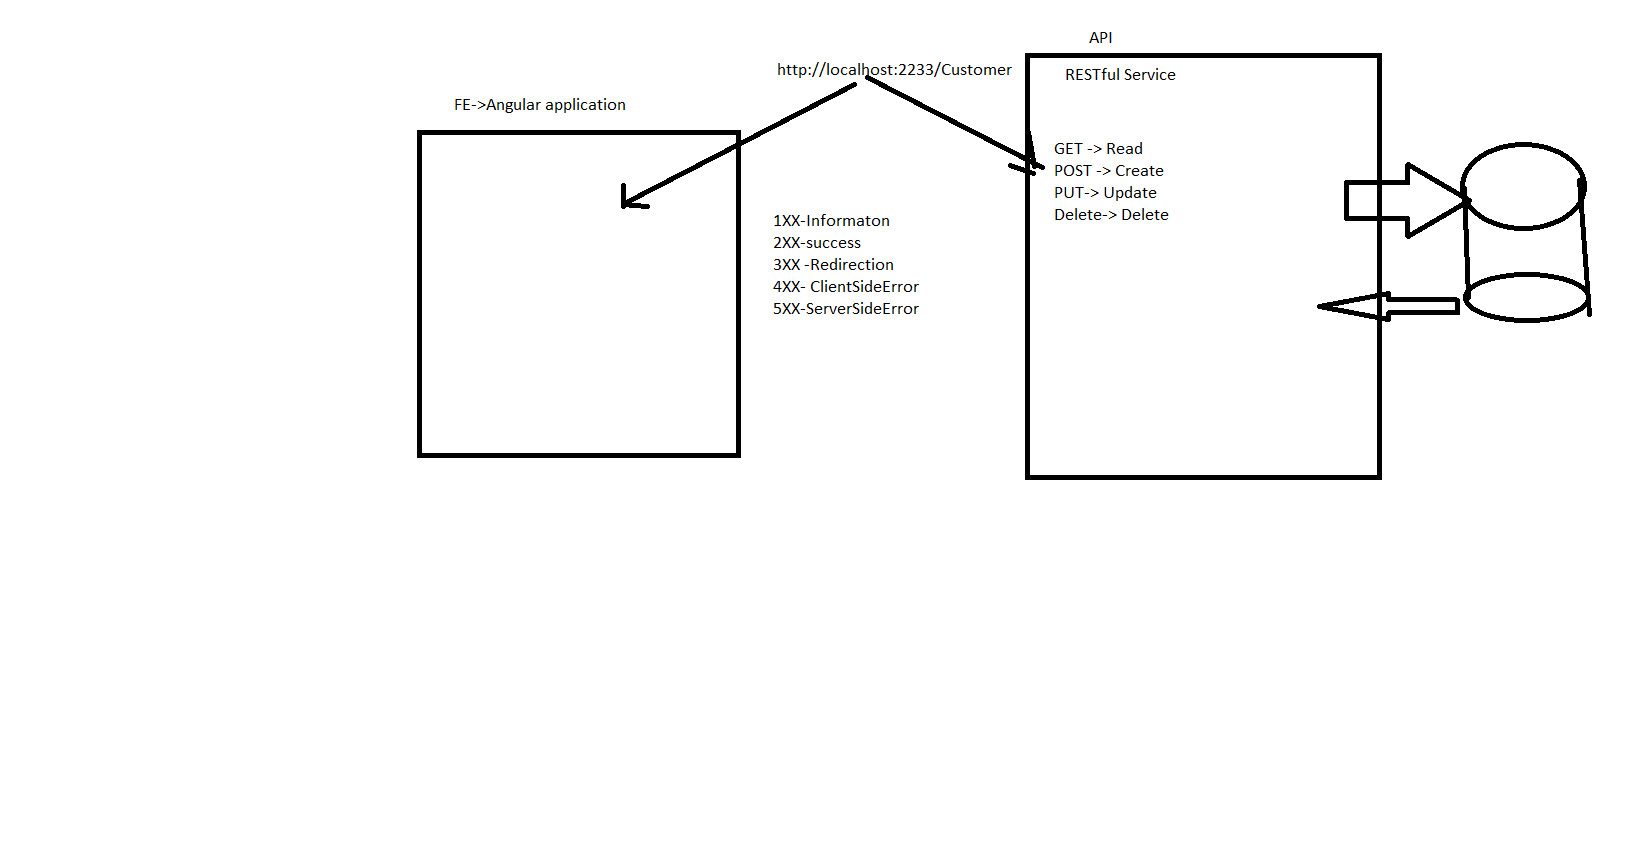 API
http://localhost:2233/Customer
RESTful Service
FE->Angular application
GET -> Read
POST -> Create
PUT-> Update
Delete-> Delete
1XX-Informaton
2XX-success
3XX -Redirection
4XX- ClientSideError
5XX-ServerSideError